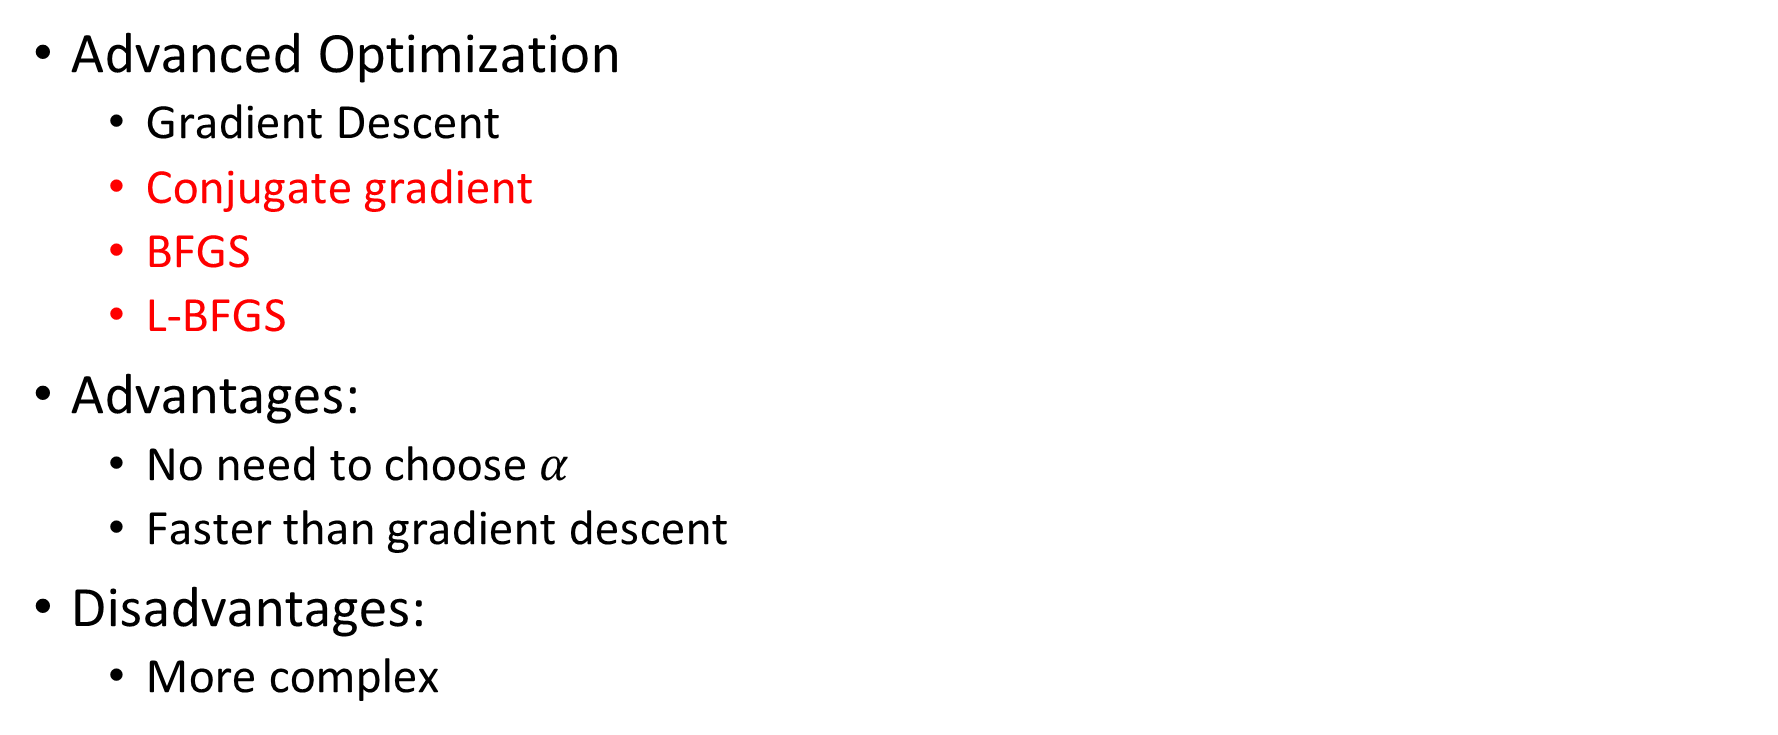 • Advanced Optimization
• Gradient Descent
• Conjugate gradient
• BFGS
• L-BFGS
• Advantages:
• No need to choose α
• Faster than gradient descent
• Disadvantages:
• More complex